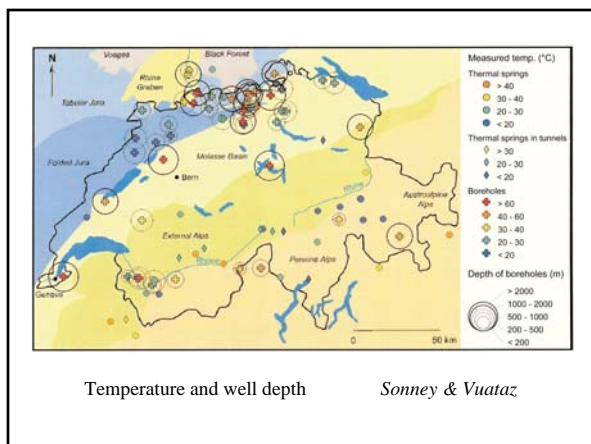 Vosges
Black Forest
N
Rhine
Graben
Tabular Jura
Folded Jura
Molasse Basin
Bern
Rhine
Austroalpine
Alps
External Alps
Rhone
Pennine Alps
Geneva
0 50 km
Measured temp. (°C)
Thermal springs
> 40
30 - 40
20 - 30
< 20
Thermal springs in tunnels
> 30
20 - 30
< 20
Boreholes
> 60
40 - 60
30 - 40
20 - 30
< 20
Depth of boreholes (m)
> 2000
1000 - 2000
500 - 1000
200 - 500
< 200
Temperature and well depth Sonney & Vuataz